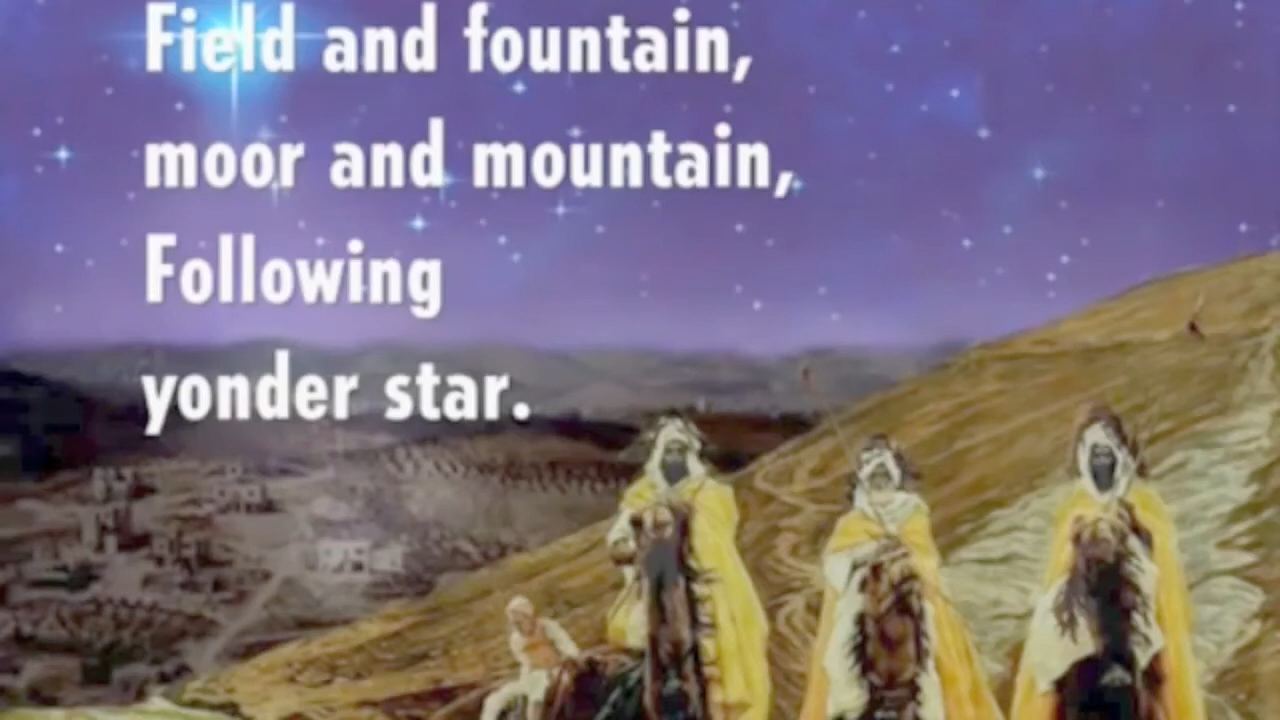 Field and fountain,
moor and mountain,
Following
yonder star.